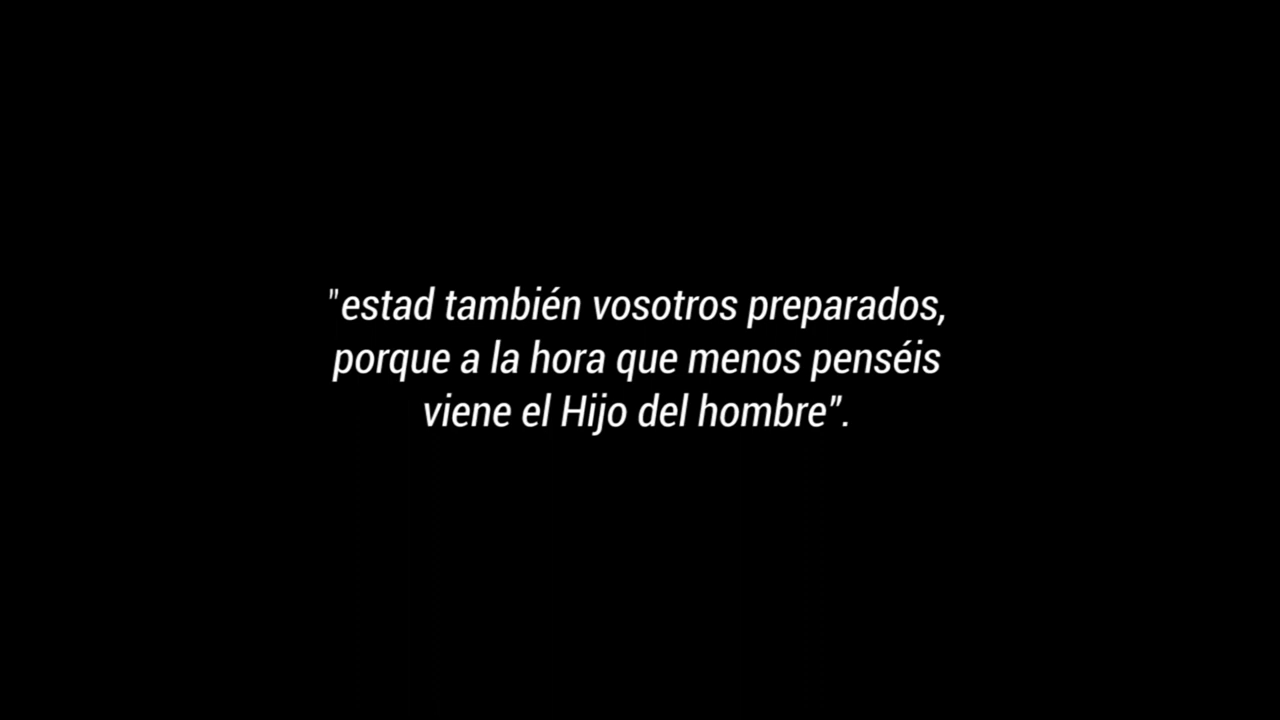 "estad también vosotros preparados,
porque a la hora que menos penséis
viene el Hijo del hombre".